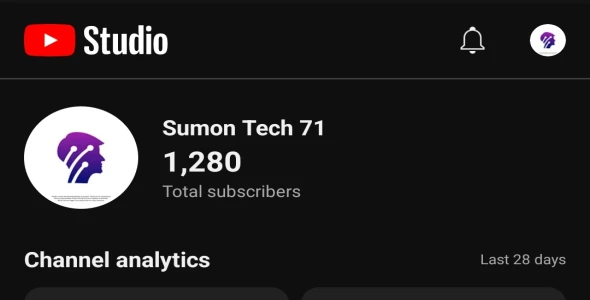 Studio
Sumon Tech 71
1,280
Total subscribers
Channel analytics
Last 28 days